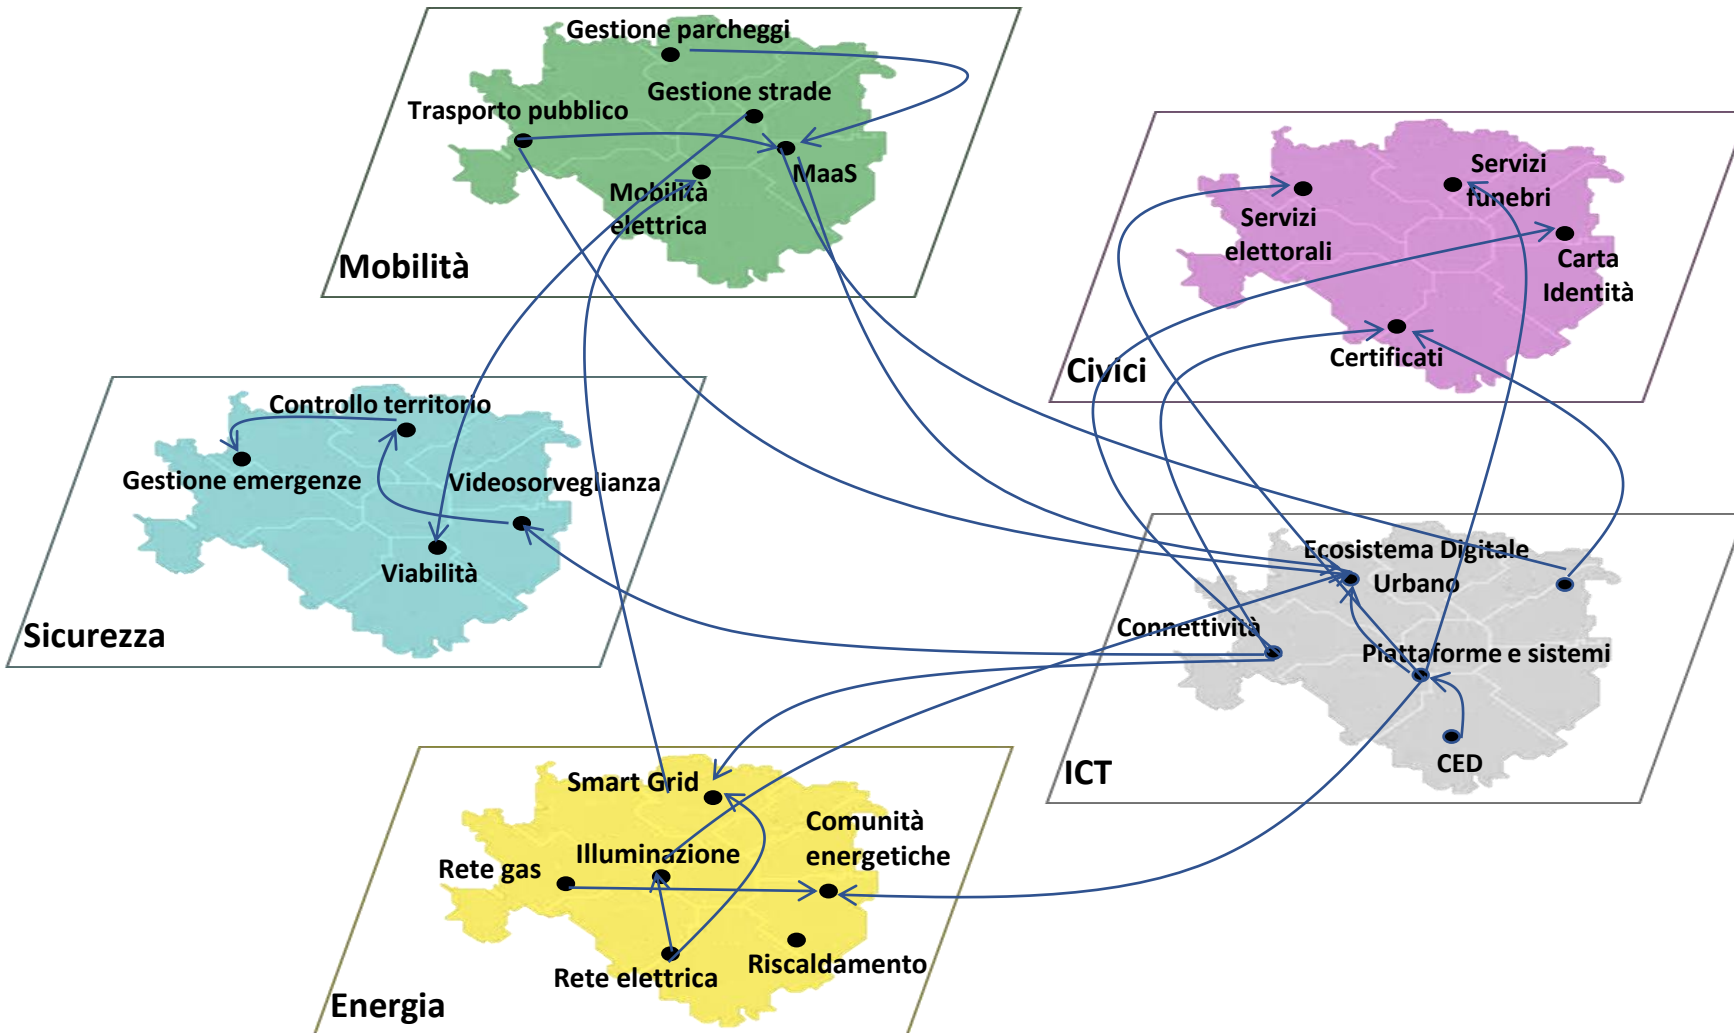 Gestione parcheggi
Gestione strade
Trasporto pubblico
MaaS
Mobilità
elettrica
Mobilità
Servizi
funebri
Servizi
elettorali
Carta
Identità
Certificati
Civici
Controllo territorio
Gestione emergenze
Videosorveglianza
Viabilità
Sicurezza
Ecosistema Digitale
Urbano
Connettività
Piattaforme e sistemi
CED
ICT
Smart Grid
Comunità
energetiche
Illuminazione
Rete gas
Riscaldamento
Rete elettrica
Energia